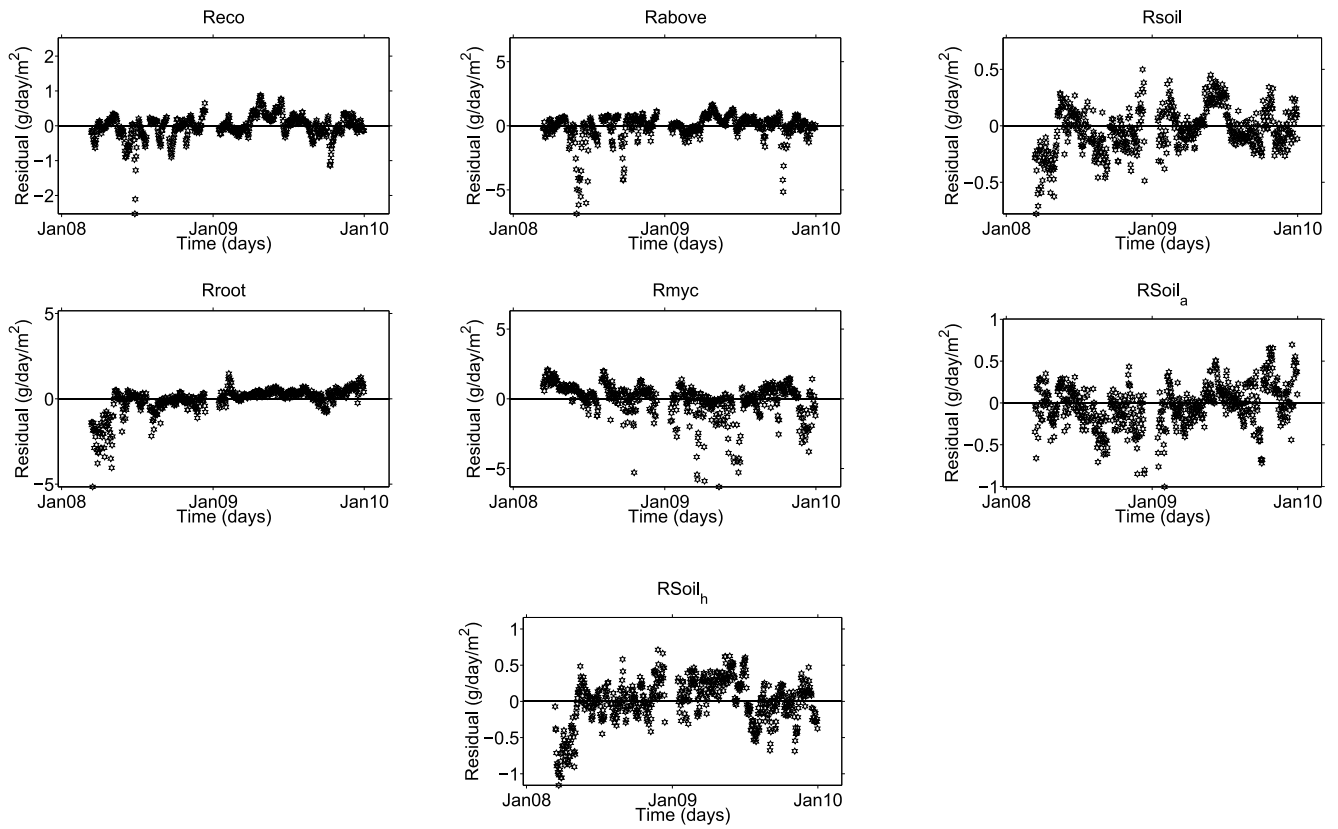 Reco
Residual (g/day/m²)
2
1
0
−1
−2
Jan08 Jan09 Jan10
Time (days)
Rabove
Residual (g/day/m²)
5
0
−5
Jan08 Jan09 Jan10
Time (days)
Rsoil
Residual (g/day/m²)
0.5
0
−0.5
Jan08 Jan09 Jan10
Time (days)
Rroot
Residual (g/day/m²)
5
0
−5
Jan08 Jan09 Jan10
Time (days)
Rmyc
Residual (g/day/m²)
5
0
−5
Jan08 Jan09 Jan10
Time (days)
RSoilₐ
Residual (g/day/m²)
1
0.5
0
−0.5
−1
Jan08 Jan09 Jan10
Time (days)
RSoilₕ
Residual (g/day/m²)
1
0.5
0
−0.5
−1
Jan08 Jan09 Jan10
Time (days)